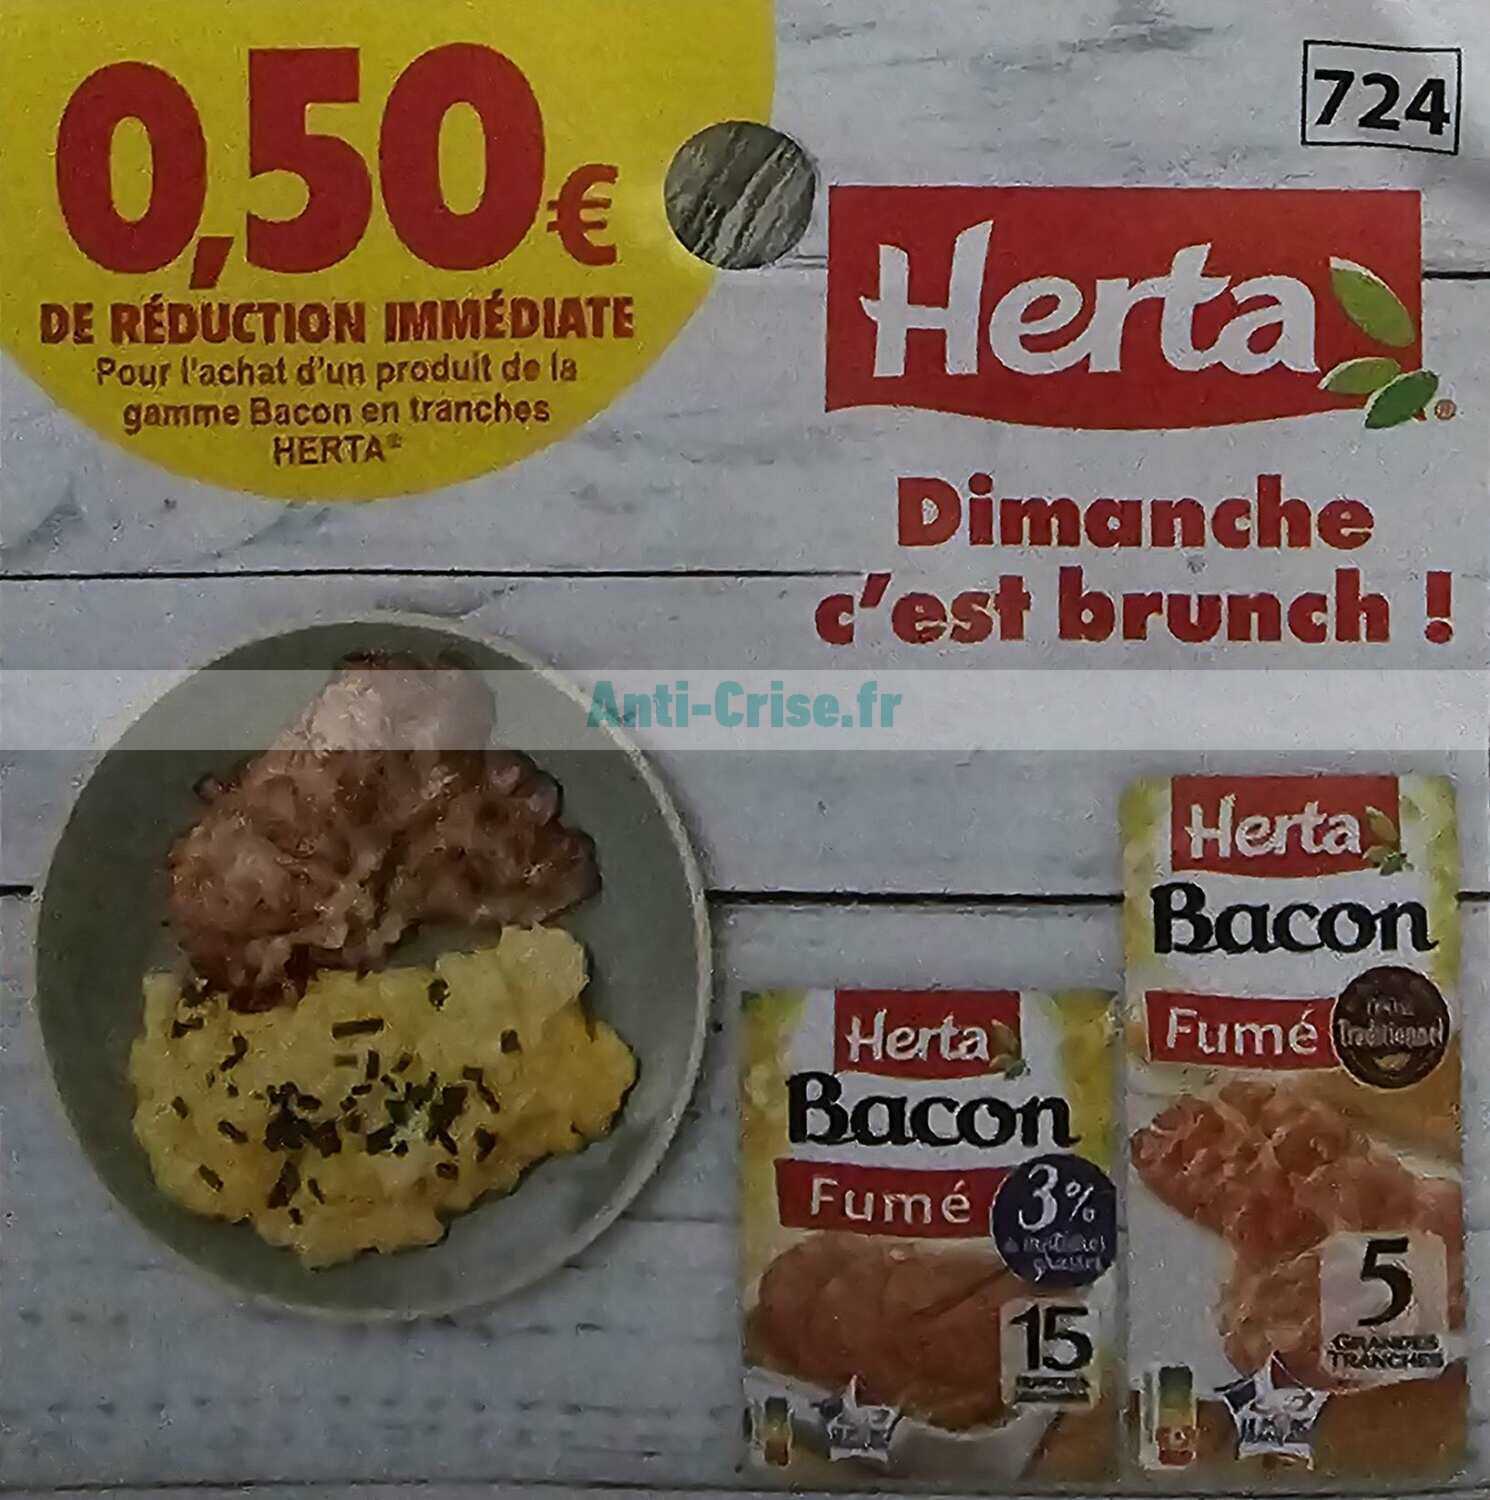 0,50€
DE RÉDUCTION IMMÉDIATE
Pour l'achat d'un produit de la
gamme Bacon en tranches
HERTA®
724
Herta®
Dimanche
c'est brunch !
Anti-Crise.fr
Herta
Bacon
Fumé
3%
15
Herta
Bacon
Fumé
Traditionnel
5
GRANDES
TRANCHES